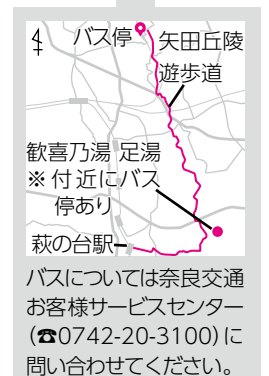 4
バス停
矢田丘陵
遊歩道
歓喜乃湯 足湯
※付近にバス
停あり
萩の台駅
バスについては奈良交通
お客様サービスセンター
(☎0742-20-3100)に
問い合わせてください。